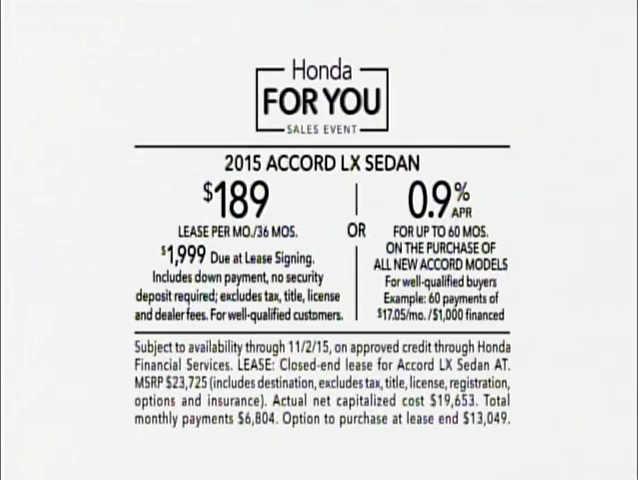 Honda
FOR YOU
SALES EVENT
2015 ACCORD LX SEDAN
$189
LEASE PER MO./36 MOS.
$1,999 Due at Lease Signing.
Includes down payment, no security
deposit required; excludes tax, title, license
and dealer fees. For well-qualified customers.
OR
0.9% APR
FOR UP TO 60 MOS.
ON THE PURCHASE OF
ALL NEW ACCORD MODELS
For well-qualified buyers
Example: 60 payments of
$17.05/mo./$1,000 financed
Subject to availability through 11/2/15, on approved credit through Honda
Financial Services. LEASE: Closed-end lease for Accord LX Sedan AT.
MSRP $23,725 (includes destination, excludes tax, title, license, registration,
options and insurance). Actual net capitalized cost $19,653. Total
monthly payments $6,804. Option to purchase at lease end $13,049.